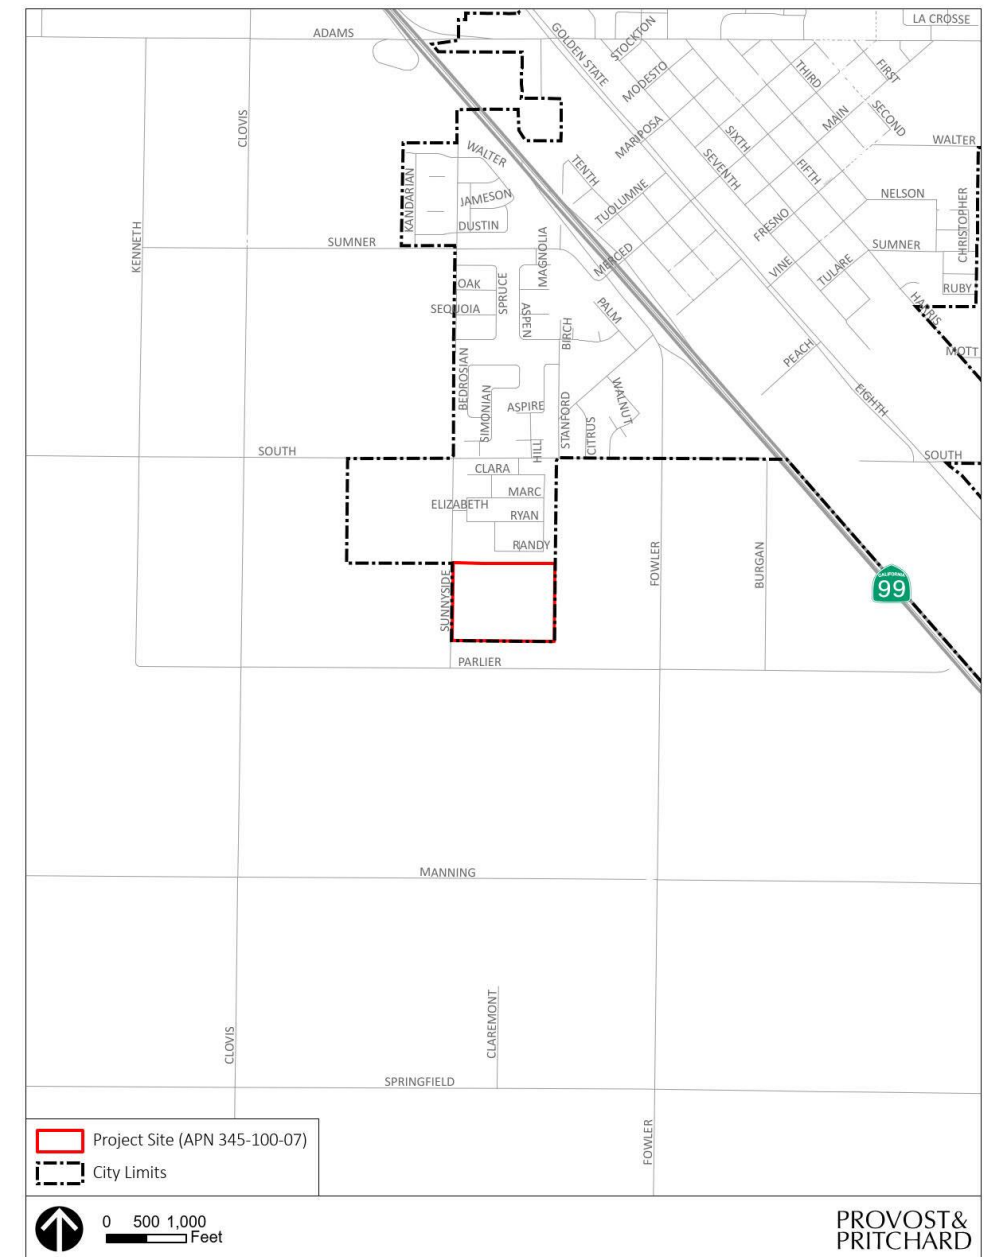 LA CROSSE
ADAMS
GOLDEN STATE
STOCKTON
MODESTO
THIRD
FIRST
CLOVIS
MARIPOSA
SIXTH
MAIN
SECOND
WALTER
WALTER
TENTH
SEVENTH
FIFTH
KANDARIAN
JAMESON
TUOLUMNE
NELSON
CHRISTOPHER
DUSTIN
FRESNO
KENNETH
SUMNER
MAGNOLIA
MERCED
VINE
TULARE
SUMNER
OAK
SPRUCE
RUBY
SEQUOIA
ASPEN
PALM
HARRIS
BIRCH
PEACH
MOTT
BEDROSIAN
SIMONIAN
ASPIRE
STANFORD
WALNUT
CITRUS
EIGHTH
SOUTH
HILL
SOUTH
CLARA
MARC
ELIZABETH
RYAN
RANDY
SUNNYSIDE
FOWLER
BURGAN
CALIFORNIA
99
PARLIER
MANNING
CLAREMONT
CLOVIS
SPRINGFIELD
FOWLER
Project Site (APN 345-100-07)
City Limits
0 500 1,000
Feet
PROVOST&
PRITCHARD